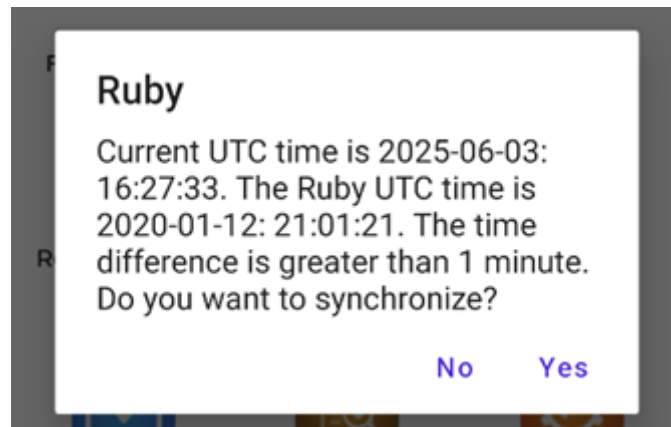 Ruby
Current UTC time is 2025-06-03:
16:27:33. The Ruby UTC time is
2020-01-12: 21:01:21. The time
difference is greater than 1 minute.
Do you want to synchronize?
No Yes